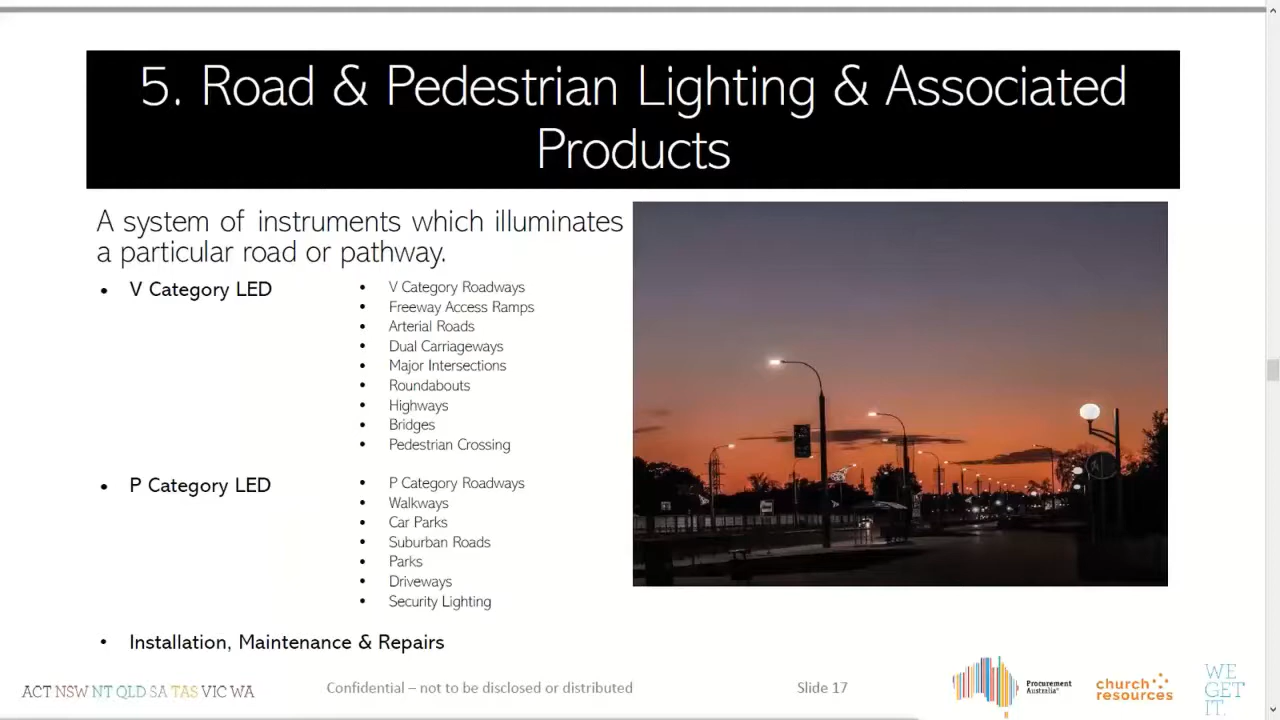 5. Road & Pedestrian Lighting & Associated
Products
A system of instruments which illuminates
a particular road or pathway.
• V Category LED
• V Category Roadways
• Freeway Access Ramps
• Arterial Roads
• Dual Carriageways
• Major Intersections
• Roundabouts
• Highways
• Bridges
• Pedestrian Crossing
• P Category LED
• P Category Roadways
• Walkways
• Car Parks
• Suburban Roads
• Parks
• Driveways
• Security Lighting
• Installation, Maintenance & Repairs
ACT NSW NT QLD SA TAS VIC WA
Confidential – not to be disclosed or distributed
Slide 17
Procurement
Australia
church
resources
WE
GET
IT.